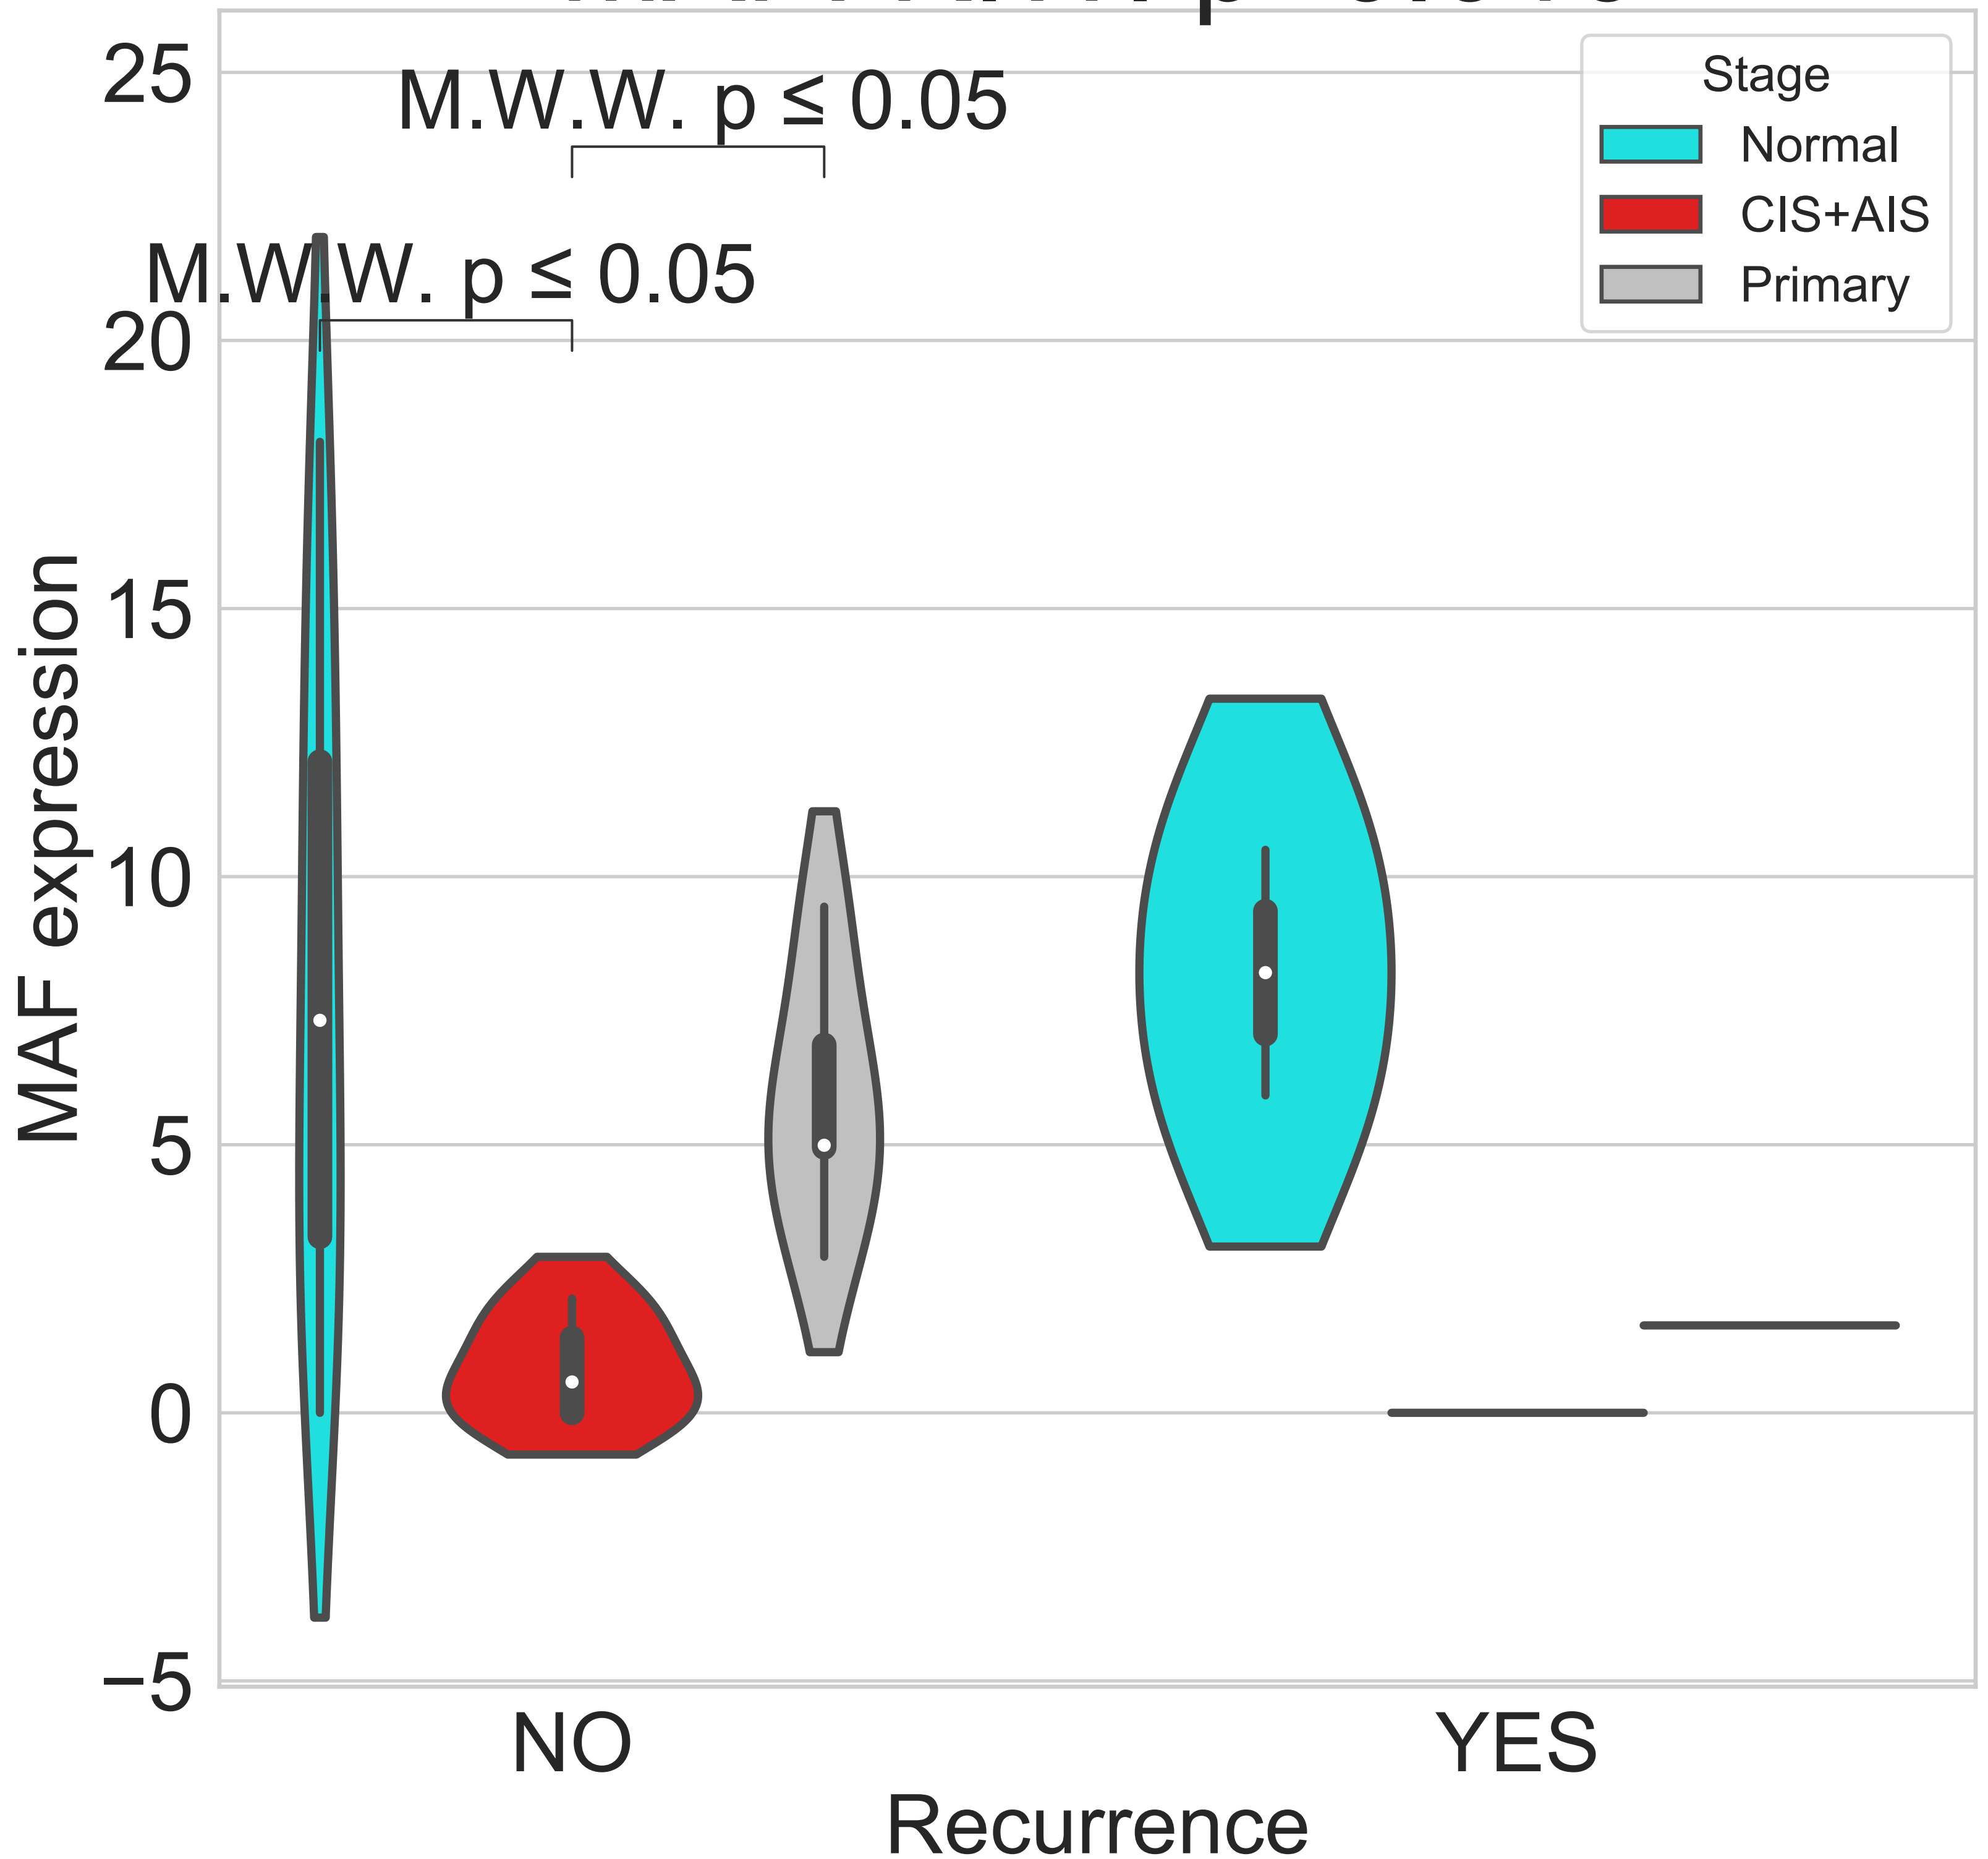 25
20
15
10
5
0
−5
MAF expression
M.W.W. p ≤ 0.05
M.W.W. p ≤ 0.05
Stage
Normal
CIS+AIS
Primary
NO
YES
Recurrence